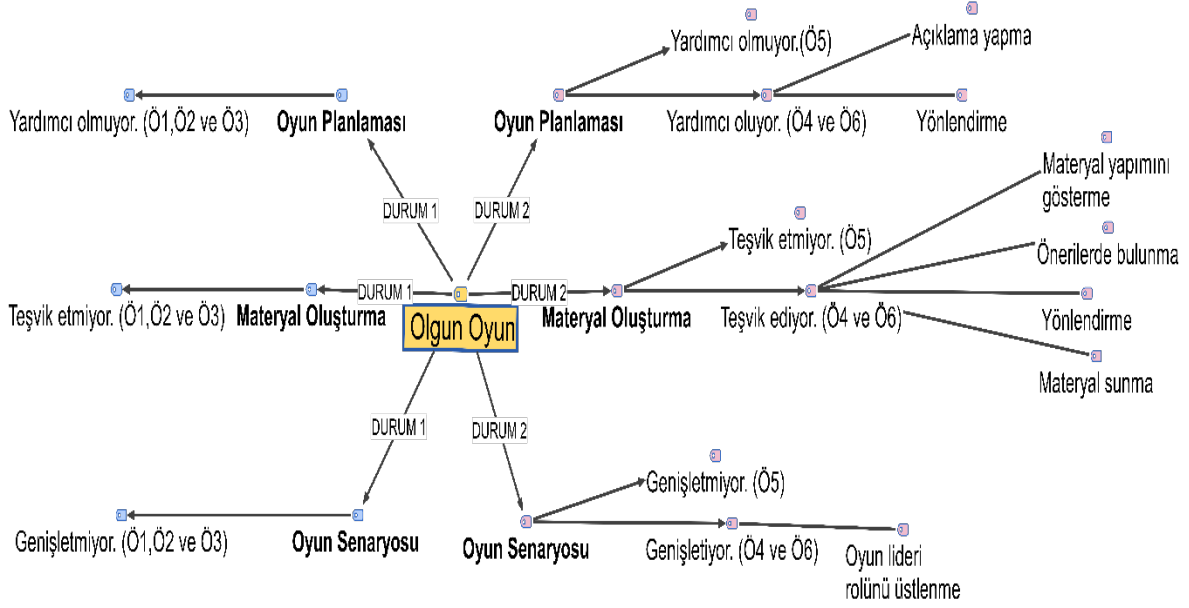 Yardımcı olmuyor.(Ö5)
Açıklama yapma
Yardımcı olmuyor. (Ö1,Ö2 ve Ö3)
Oyun Planlaması
Oyun Planlaması
Yardımcı oluyor. (Ö4 ve Ö6)
Yönlendirme
Materyal yapımını
gösterme
DURUM 1
DURUM 2
Teşvik etmiyor. (Ö5)
Önerilerde bulunma
DURUM 1
DURUM 2
Teşvik etmiyor. (Ö1,Ö2 ve Ö3)
Materyal Oluşturma
Olgun Oyun
Materyal Oluşturma
Teşvik ediyor. (Ö4 ve Ö6)
Yönlendirme
Materyal sunma
DURUM 1
DURUM 2
Genişletmiyor. (Ö5)
Genişletmiyor. (Ö1,Ö2 ve Ö3)
Oyun Senaryosu
Oyun Senaryosu
Genişletiyor. (Ö4 ve Ö6)
Oyun lideri
rolünü üstlenme